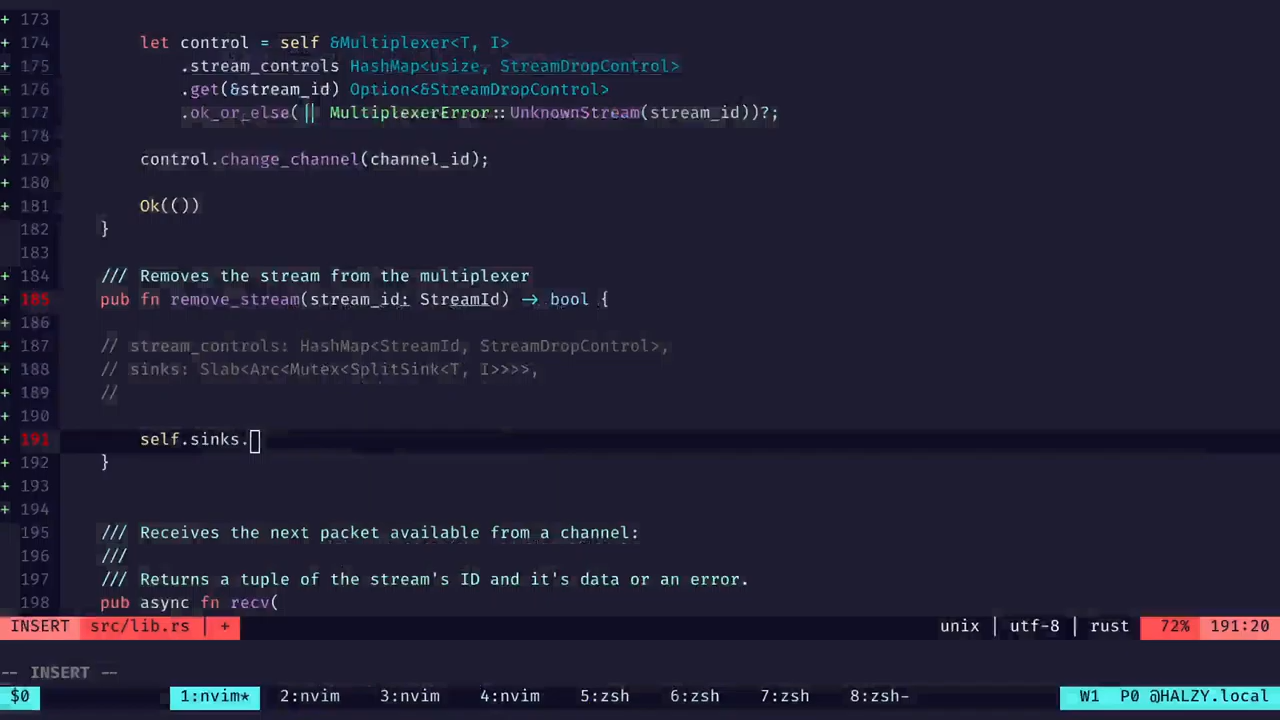 + 173
+ 174 let control = self &Multiplexer<T, I>
+ 175 .stream_controls HashMap<usize, StreamDropControl>
+ 176 .get(&stream_id) Option<&StreamDropControl>
+ 177 .ok_or_else(|| MultiplexerError::UnknownStream(stream_id))?;
+ 178
+ 179 control.change_channel(channel_id);
+ 180
+ 181 Ok(())
182 }
183
+ 184 /// Removes the stream from the multiplexer
+ 185 pub fn remove_stream(stream_id: StreamId) -> bool {
+ 186
+ 187 // stream_controls: HashMap<StreamId, StreamDropControl>,
+ 188 // sinks: Slab<Arc<Mutex<SplitSink<T, I>>>>,
+ 189 //
+ 190
+ 191 self.sinks.
+ 192 }
+ 193
+ 194
195 /// Receives the next packet available from a channel:
196 ///
197 /// Returns a tuple of the stream's ID and it's data or an error.
198 pub async fn recv(
INSERT src/lib.rs | + unix | utf-8 | rust 72% 191:20
-- INSERT --
$0 1:nvim* 2:nvim 3:nvim 4:nvim 5:zsh 6:zsh 7:zsh 8:zsh- W1 P0 @HALZY.local